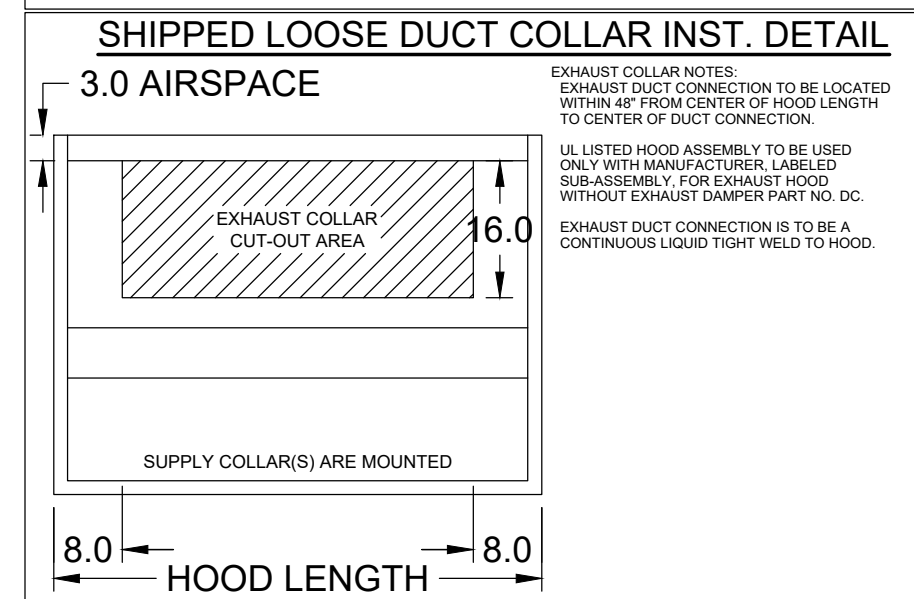 SHIPPED LOOSE DUCT COLLAR INST. DETAIL
3.0 AIRSPACE
EXHAUST COLLAR NOTES:
EXHAUST DUCT CONNECTION TO BE LOCATED
WITHIN 48" FROM CENTER OF HOOD LENGTH
TO CENTER OF DUCT CONNECTION.
UL LISTED HOOD ASSEMBLY TO BE USED
ONLY WITH MANUFACTURER, LABELED
SUB-ASSEMBLY, FOR EXHAUST HOOD
WITHOUT EXHAUST DAMPER PART NO. DC.
EXHAUST DUCT CONNECTION IS TO BE A
CONTINUOUS LIQUID TIGHT WELD TO HOOD.
EXHAUST COLLAR
CUT-OUT AREA
16.0
SUPPLY COLLAR(S) ARE MOUNTED
8.0
8.0
HOOD LENGTH